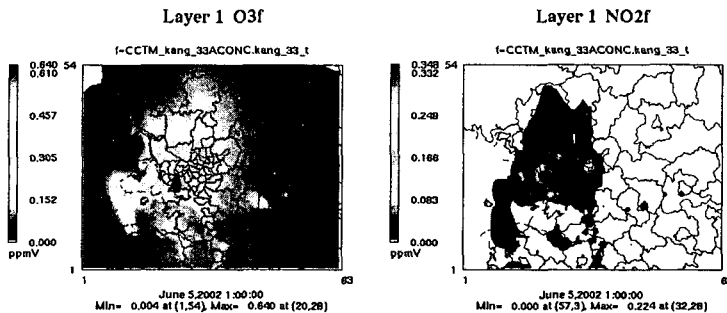 Layer 1 O3f
f=CCTM_kang_33ACONC.kang_33_t
0.640
0.610
0.457
0.305
0.152
0.000
ppmV
54
1
1
63
June 5,2002 1:00:00
Min= 0.004 at (1,54), Max= 0.640 at (20,28)
Layer 1 NO2f
f=CCTM_kang_33ACONC.kang_33_t
0.348
0.332
0.249
0.166
0.083
0.000
ppmV
54
1
1
June 5,2002 1:00:00
Min= 0.000 at (57,3), Max= 0.224 at (32,28)